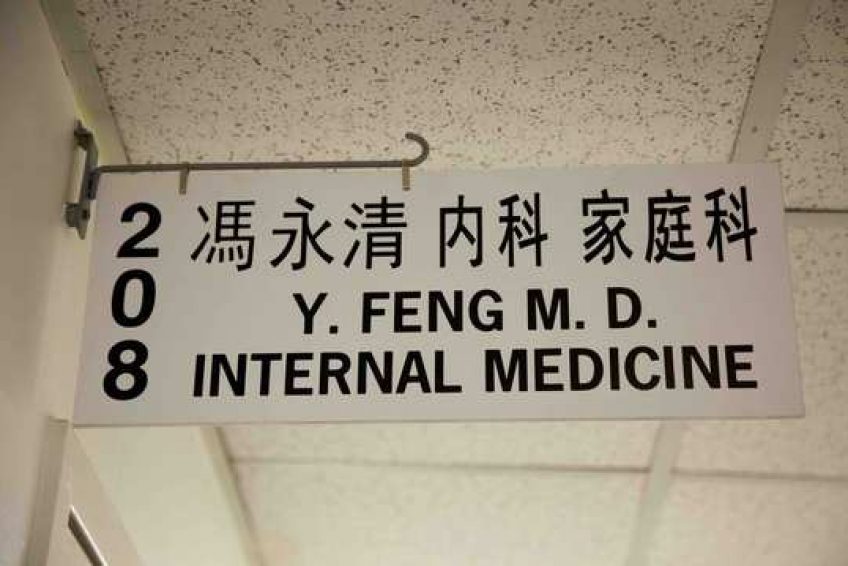 208
馮永清 内科 家庭科
Y. FENG M. D.
INTERNAL MEDICINE